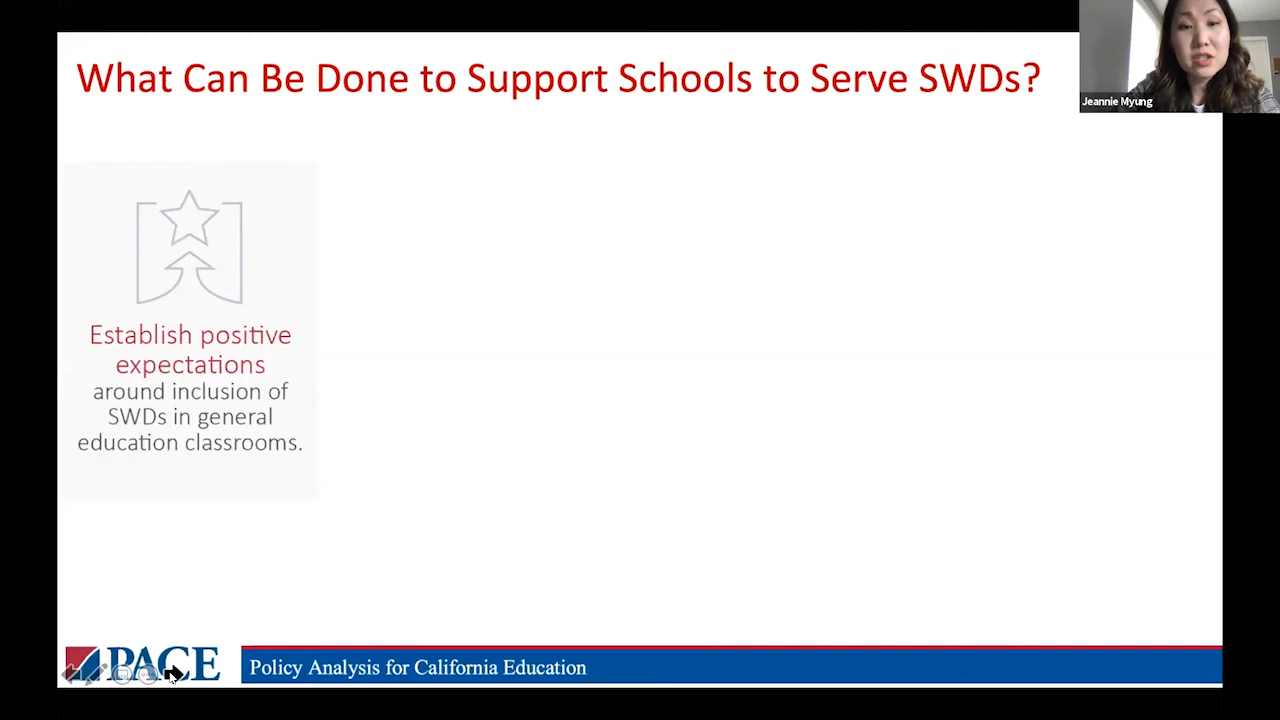 What Can Be Done to Support Schools to Serve SWDs?
Jeannie Myung
Establish positive
expectations
around inclusion of
SWDs in general
education classrooms.
PACE
Policy Analysis for California Education